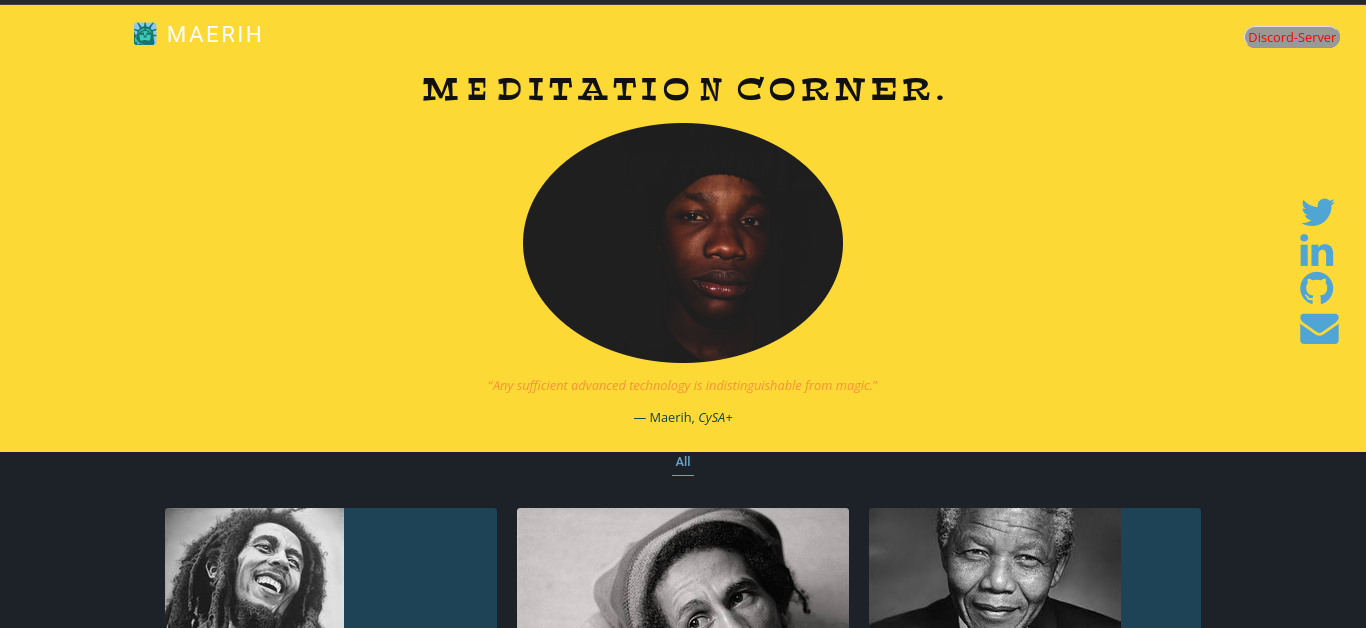 MAERIH
Discord-Server
MEDITATION CORNER.
“Any sufficient advanced technology is indistinguishable from magic.”
— Maerih, CySA+
All